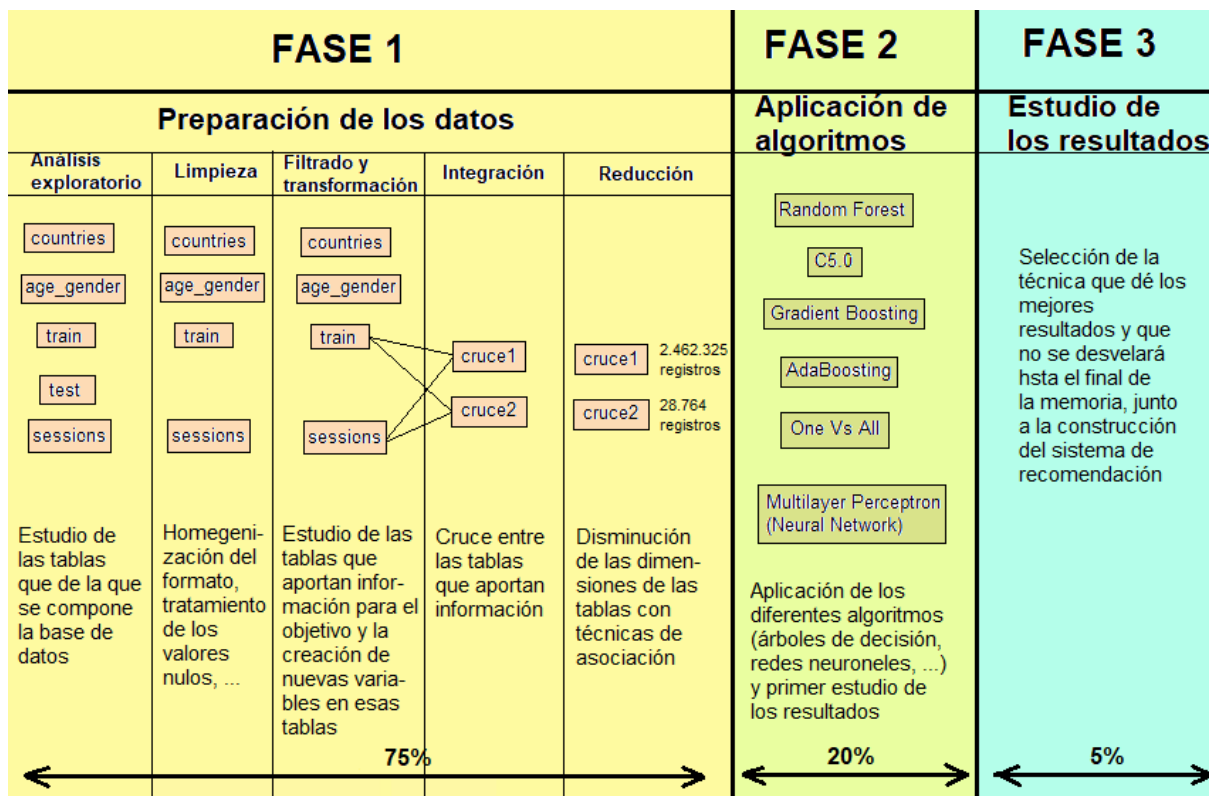 FASE 1
FASE 2
FASE 3
Preparación de los datos
Aplicación de
algoritmos
Estudio de
los resultados
Análisis
exploratorio
Limpieza
Filtrado y
transformación
Integración
Reducción
countries
age_gender
train
test
sessions
Estudio de
las tablas
que de la que
se compone
la base de
datos
countries
age_gender
train
sessions
Homegeni-
zación del
formato,
tratamiento
de los
valores
nulos, ...
countries
age_gender
train
sessions
Estudio de las
tablas que
aportan infor-
mación para el
objetivo y la
creación de
nuevas varia-
bles en esas
tablas
cruce1
cruce2
Cruce entre
las tablas
que aportan
información
cruce1
2.462.325
registros
cruce2
28.764
registros
Disminución
de las dimen-
siones de las
tablas con
técnicas de
asociación
75%
Random Forest
C5.0
Gradient Boosting
AdaBoosting
One Vs All
Multilayer Perceptron
(Neural Network)
Aplicación de los
diferentes algoritmos
(árboles de decisión,
redes neuroneles, ...)
y primer estudio de
los resultados
20%
Selección de la
técnica que dé los
mejores
resultados y que
no se desvelará
hsta el final de
la memoria, junto
a la construcción
del sistema de
recomendación
5%